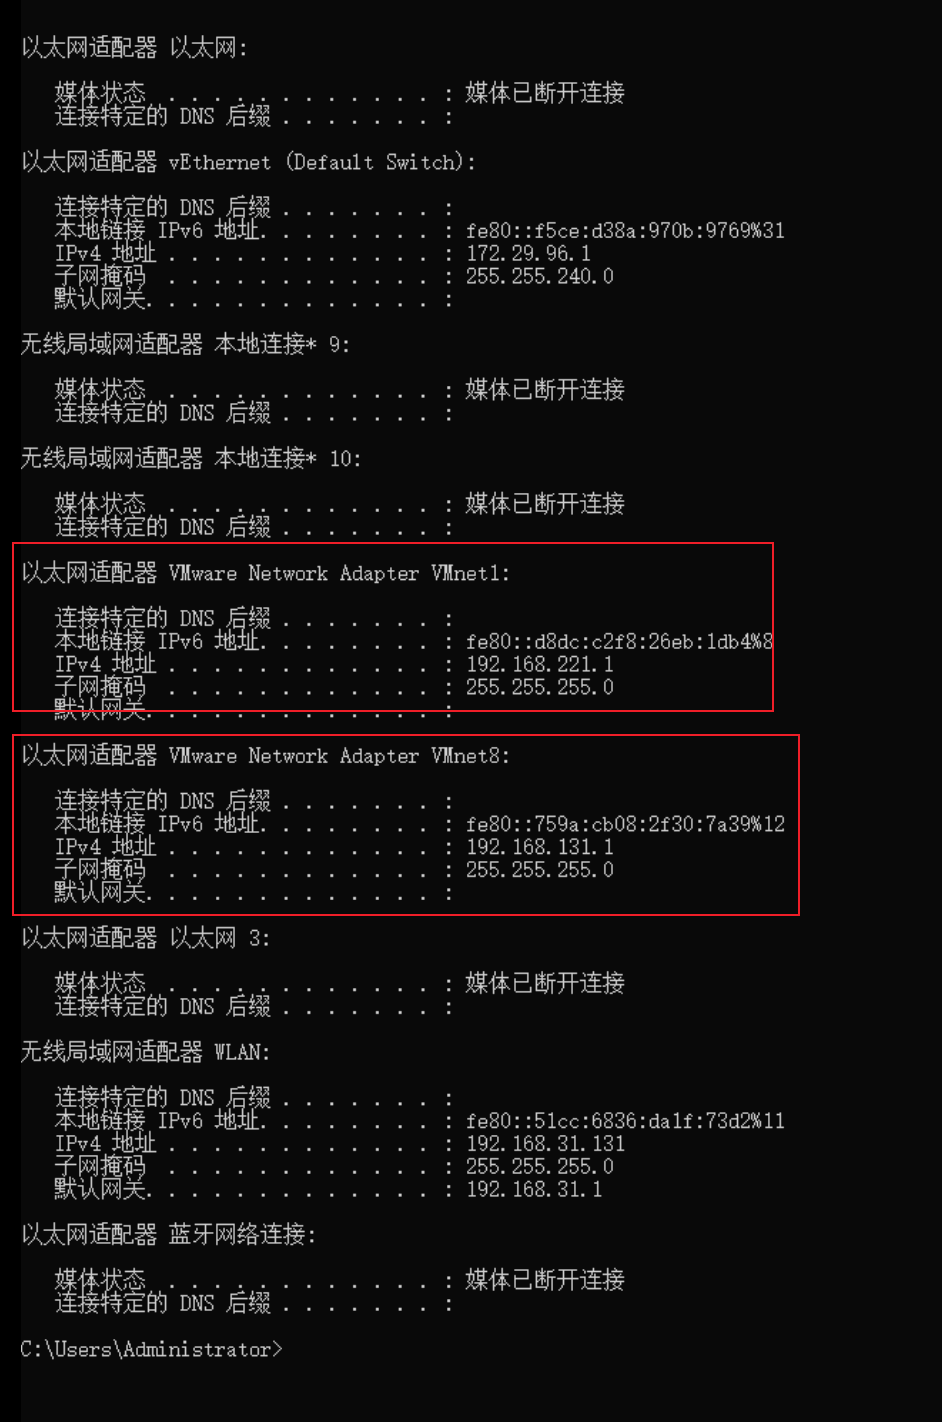 以太网适配器 以太网:
媒体状态  . . . . . . . . . . . . : 媒体已断开连接
连接特定的 DNS 后缀 . . . . . . . :
以太网适配器 vEthernet (Default Switch):
连接特定的 DNS 后缀 . . . . . . . :
本地链接 IPv6 地址. . . . . . . . : fe80::f5ce:d38a:970b:9769%31
IPv4 地址 . . . . . . . . . . . . : 172.29.96.1
子网掩码  . . . . . . . . . . . . : 255.255.240.0
默认网关. . . . . . . . . . . . . :
无线局域网适配器 本地连接* 9:
媒体状态  . . . . . . . . . . . . : 媒体已断开连接
连接特定的 DNS 后缀 . . . . . . . :
无线局域网适配器 本地连接* 10:
媒体状态  . . . . . . . . . . . . : 媒体已断开连接
连接特定的 DNS 后缀 . . . . . . . :
以太网适配器 VMware Network Adapter VMnet1:
连接特定的 DNS 后缀 . . . . . . . :
本地链接 IPv6 地址. . . . . . . . : fe80::d8dc:c2f8:26eb:1db4%8
IPv4 地址 . . . . . . . . . . . . : 192.168.221.1
子网掩码  . . . . . . . . . . . . : 255.255.255.0
默认网关. . . . . . . . . . . . . :
以太网适配器 VMware Network Adapter VMnet8:
连接特定的 DNS 后缀 . . . . . . . :
本地链接 IPv6 地址. . . . . . . . : fe80::759a:cb08:2f30:7a39%12
IPv4 地址 . . . . . . . . . . . . : 192.168.131.1
子网掩码  . . . . . . . . . . . . : 255.255.255.0
默认网关. . . . . . . . . . . . . :
以太网适配器 以太网 3:
媒体状态  . . . . . . . . . . . . : 媒体已断开连接
连接特定的 DNS 后缀 . . . . . . . :
无线局域网适配器 WLAN:
连接特定的 DNS 后缀 . . . . . . . :
本地链接 IPv6 地址. . . . . . . . : fe80::51cc:6836:da1f:73d2%11
IPv4 地址 . . . . . . . . . . . . : 192.168.31.131
子网掩码  . . . . . . . . . . . . : 255.255.255.0
默认网关. . . . . . . . . . . . . : 192.168.31.1
以太网适配器 蓝牙网络连接:
媒体状态  . . . . . . . . . . . . : 媒体已断开连接
连接特定的 DNS 后缀 . . . . . . . :
C:\Users\Administrator>